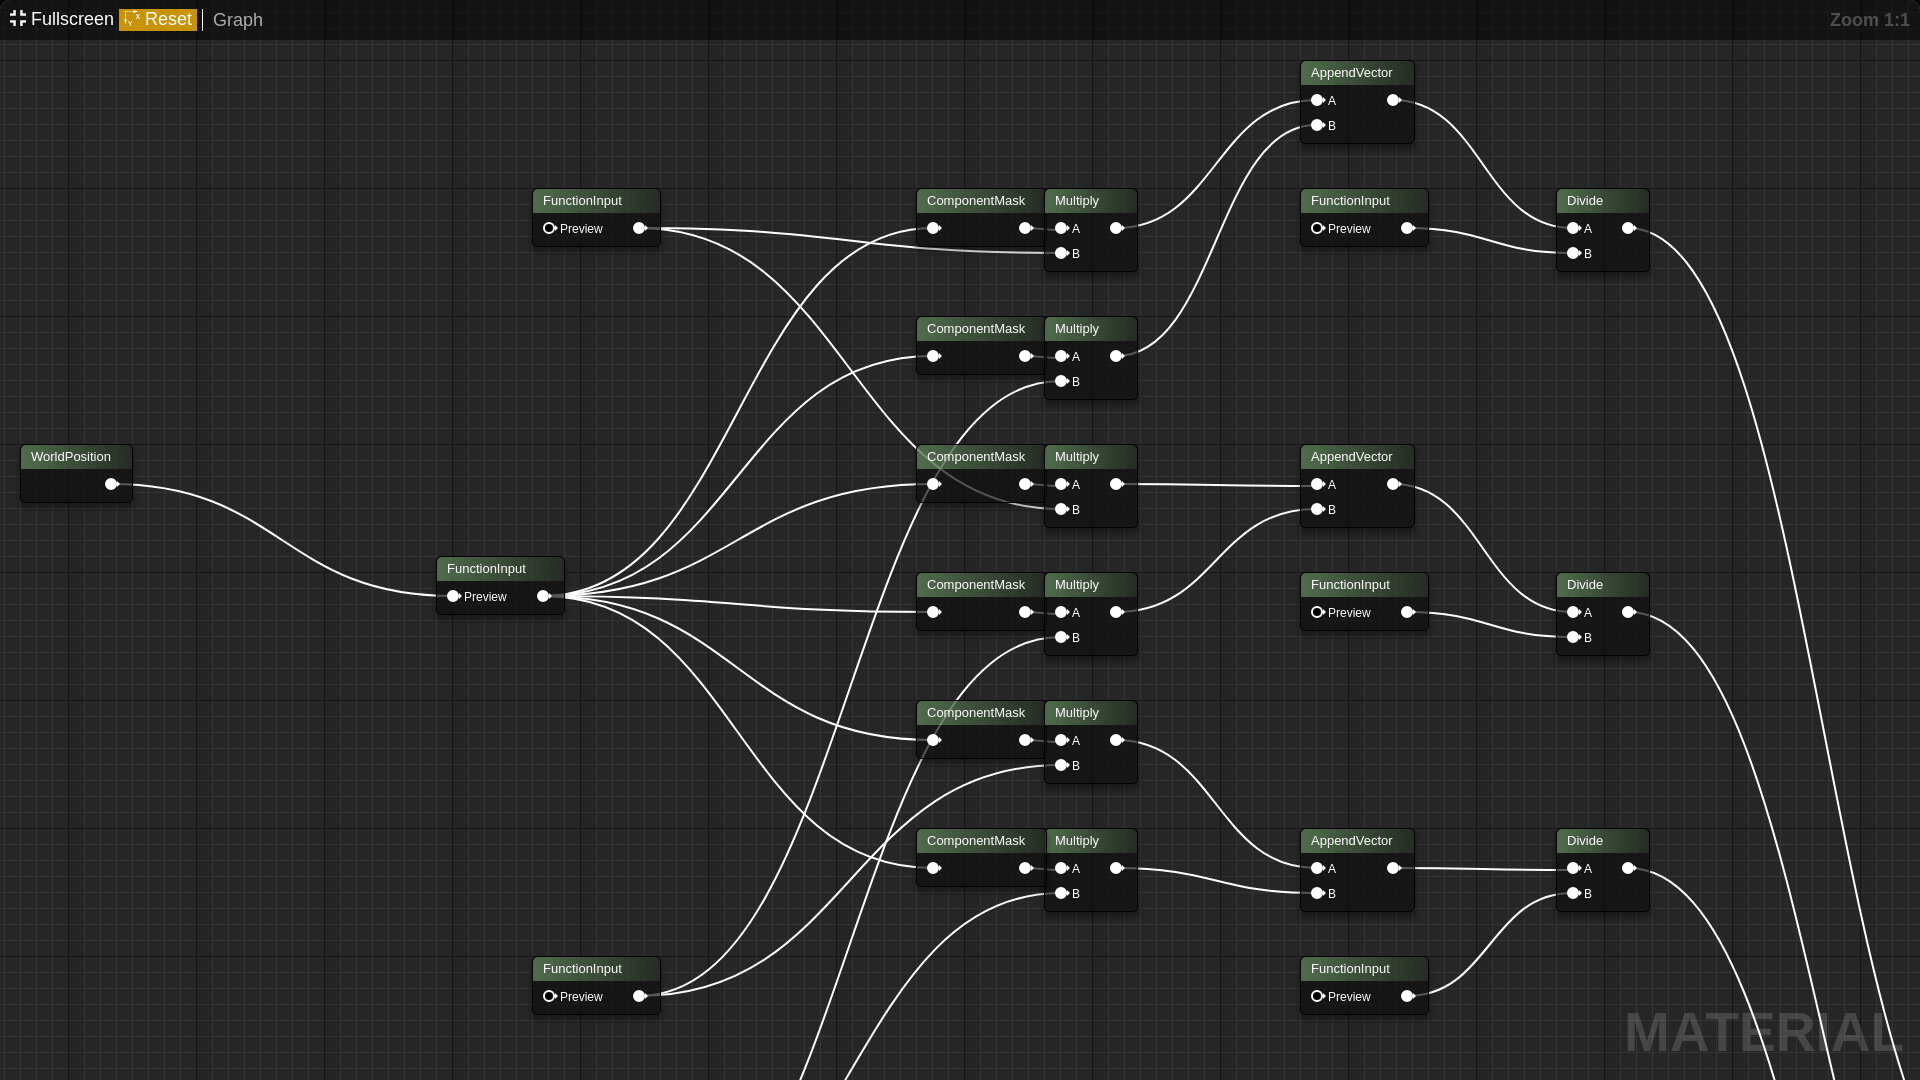 Fullscreen Reset Graph Zoom 1:1
AppendVector
A
B
FunctionInput ComponentMask Multiply FunctionInput Divide
Preview A Preview A
B B
ComponentMask Multiply
A
B
WorldPosition ComponentMask Multiply AppendVector
A A
B B
FunctionInput ComponentMask Multiply FunctionInput Divide
Preview A Preview A
B B
ComponentMask Multiply
A
B
ComponentMask Multiply AppendVector Divide
A A A
B B B
FunctionInput FunctionInput
Preview Preview
MATERIAL